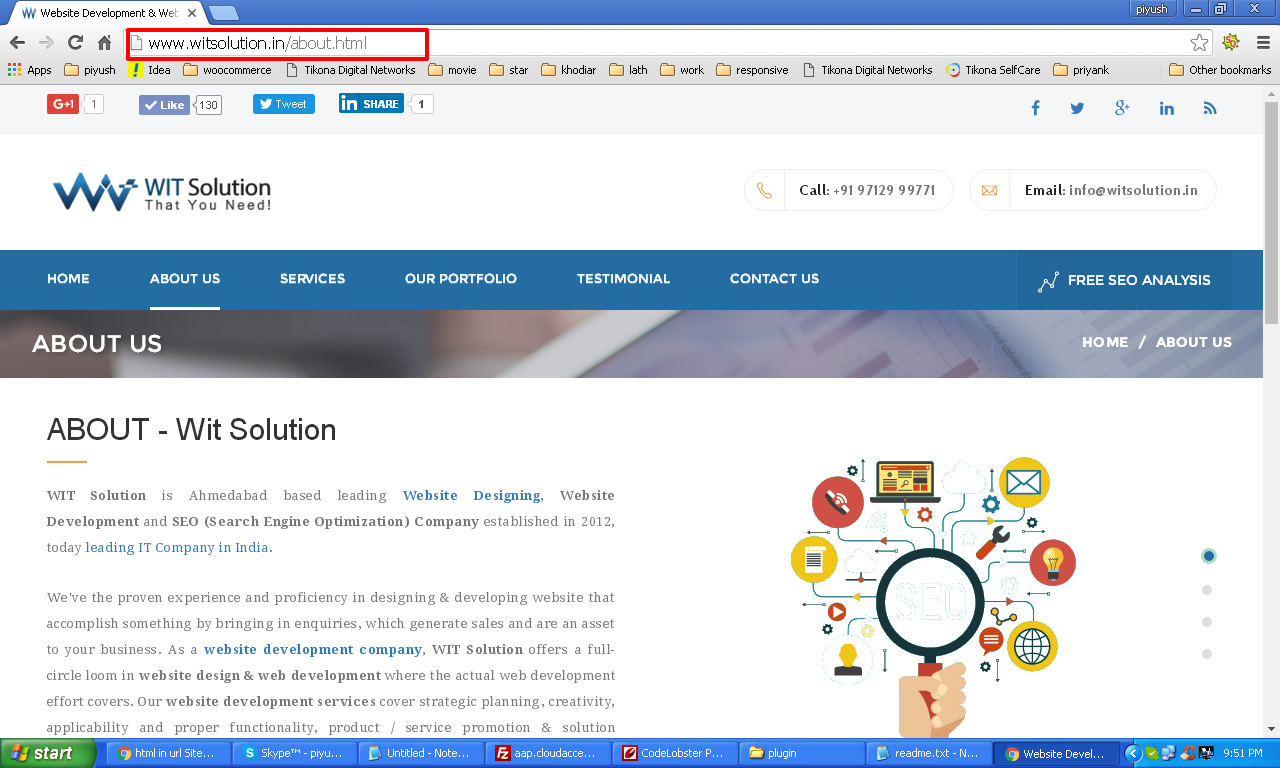 Website Development & Web
piyush
www.witsolution.in/about.html
Apps piyush Idea woocommerce Tikona Digital Networks movie star kindiar lath work responsive Tikona Digital Networks Tikona SelfCare priyank Other bookmarks
G+1 1 Like 130 Tweet in SHARE 1
WIT Solution
That You Need!
Call: +91 97129 99771
Email: info@witsolution.in
HOME ABOUT US SERVICES OUR PORTFOLIO TESTIMONIAL CONTACT US FREE SEO ANALYSIS
ABOUT US
HOME / ABOUT US
ABOUT - Wit Solution
WIT Solution is Ahmedabad based leading Website Designing, Website
Development and SEO (Search Engine Optimization) Company established in 2012,
today leading IT Company in India.
We've the proven experience and proficiency in designing & developing website that
accomplish something by bringing in enquiries, which generate sales and are an asset
to your business. As a website development company, WIT Solution offers a full-
circle loom in website design & web development where the actual web development
effort covers. Our website development services cover strategic planning, creativity,
applicability and proper functionality, product / service promotion & solution
SEO
start html in url Site... Skype™ - piyu... Untitled - Note... aap.cloudacce... CodeLobster P... plugin readme.txt - N... Website Devel... 9:51 PM